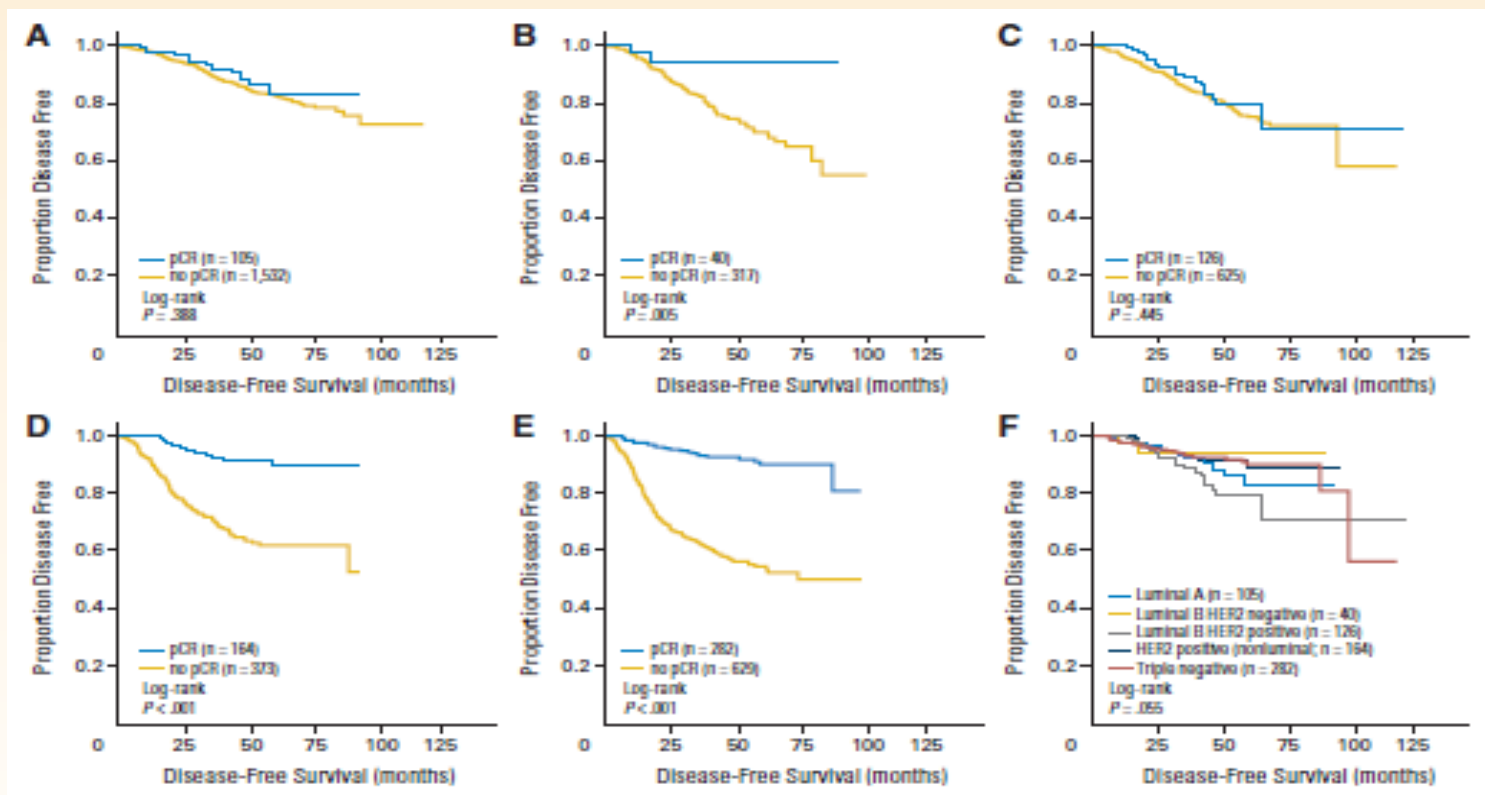 A
Proportion Disease Free
1.0
0.8
0.6
0.4
0.2
pCR (n = 105)
no pCR (n = 1,532)
Log-rank
P = .388
0 25 50 75 100 125
Disease-Free Survival (months)
B
Proportion Disease Free
1.0
0.8
0.6
0.4
0.2
pCR (n = 40)
no pCR (n = 317)
Log-rank
P = .005
0 25 50 75 100 125
Disease-Free Survival (months)
C
Proportion Disease Free
1.0
0.8
0.6
0.4
0.2
pCR (n = 126)
no pCR (n = 625)
Log-rank
P = .445
0 25 50 75 100 125
Disease-Free Survival (months)
D
Proportion Disease Free
1.0
0.8
0.6
0.4
0.2
pCR (n = 164)
no pCR (n = 373)
Log-rank
P < .001
0 25 50 75 100 125
Disease-Free Survival (months)
E
Proportion Disease Free
1.0
0.8
0.6
0.4
0.2
pCR (n = 282)
no pCR (n = 629)
Log-rank
P < .001
0 25 50 75 100 125
Disease-Free Survival (months)
F
Proportion Disease Free
1.0
0.8
0.6
0.4
0.2
Luminal A (n = 105)
Luminal B HER2 negative (n = 40)
Luminal B HER2 positive (n = 126)
HER2 positive (nonluminal; n = 164)
Triple negative (n = 282)
Log-rank
P = .055
0 25 50 75 100 125
Disease-Free Survival (months)